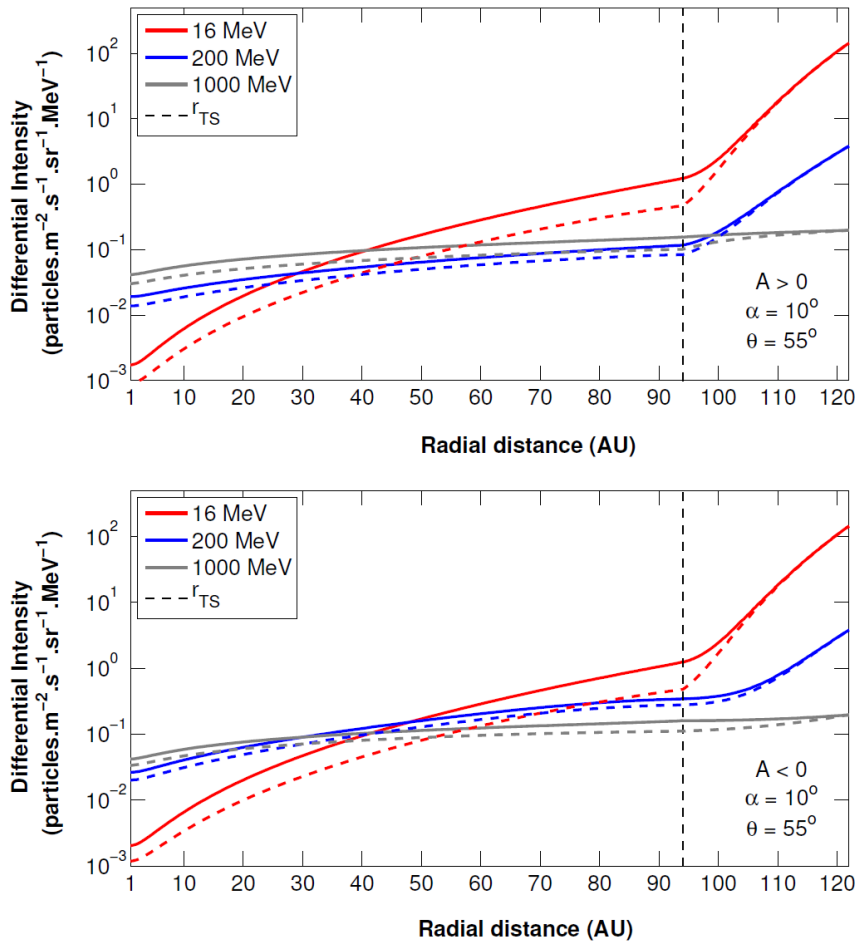 10²
10¹
10⁰
10⁻¹
10⁻²
10⁻³
Differential Intensity
(particles.m⁻².s⁻¹.sr⁻¹.MeV⁻¹)
16 MeV
200 MeV
1000 MeV
r_TS
A > 0
α = 10°
θ = 55°
1 10 20 30 40 50 60 70 80 90 100 110 120
Radial distance (AU)
10²
10¹
10⁰
10⁻¹
10⁻²
10⁻³
Differential Intensity
(particles.m⁻².s⁻¹.sr⁻¹.MeV⁻¹)
16 MeV
200 MeV
1000 MeV
r_TS
A < 0
α = 10°
θ = 55°
1 10 20 30 40 50 60 70 80 90 100 110 120
Radial distance (AU)